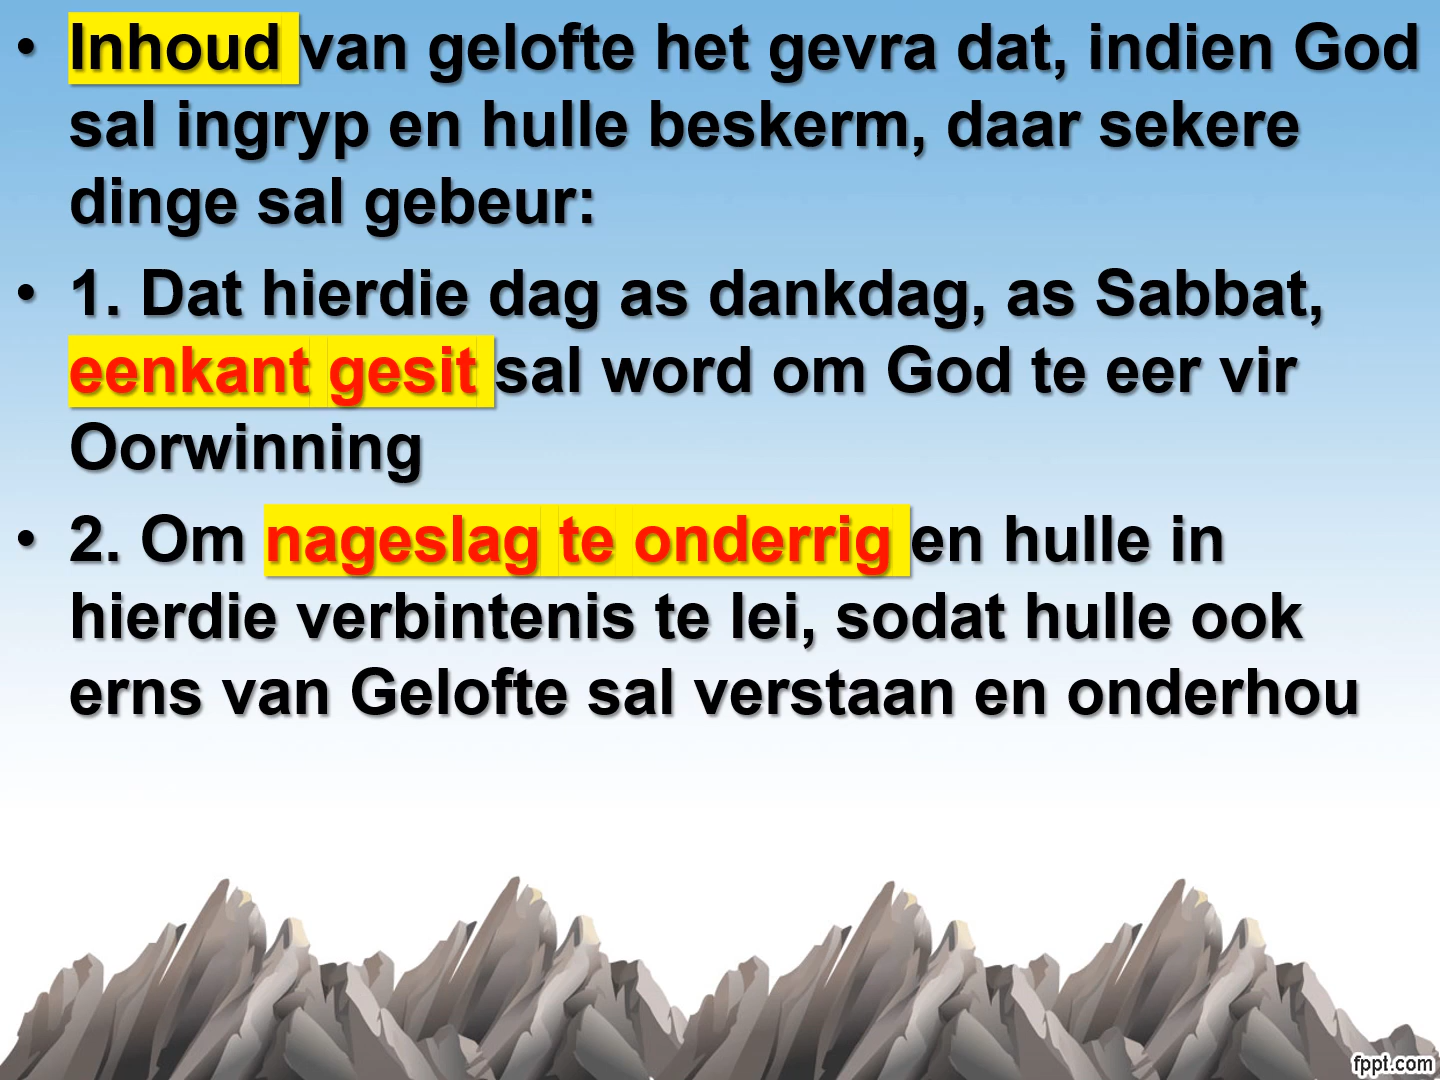 • Inhoud van gelofte het gevra dat, indien God
sal ingryp en hulle beskerm, daar sekere
dinge sal gebeur:
• 1. Dat hierdie dag as dankdag, as Sabbat,
eenkant gesit sal word om God te eer vir
Oorwinning
• 2. Om nageslag te onderrig en hulle in
hierdie verbintenis te lei, sodat hulle ook
erns van Gelofte sal verstaan en onderhou
fppt.com